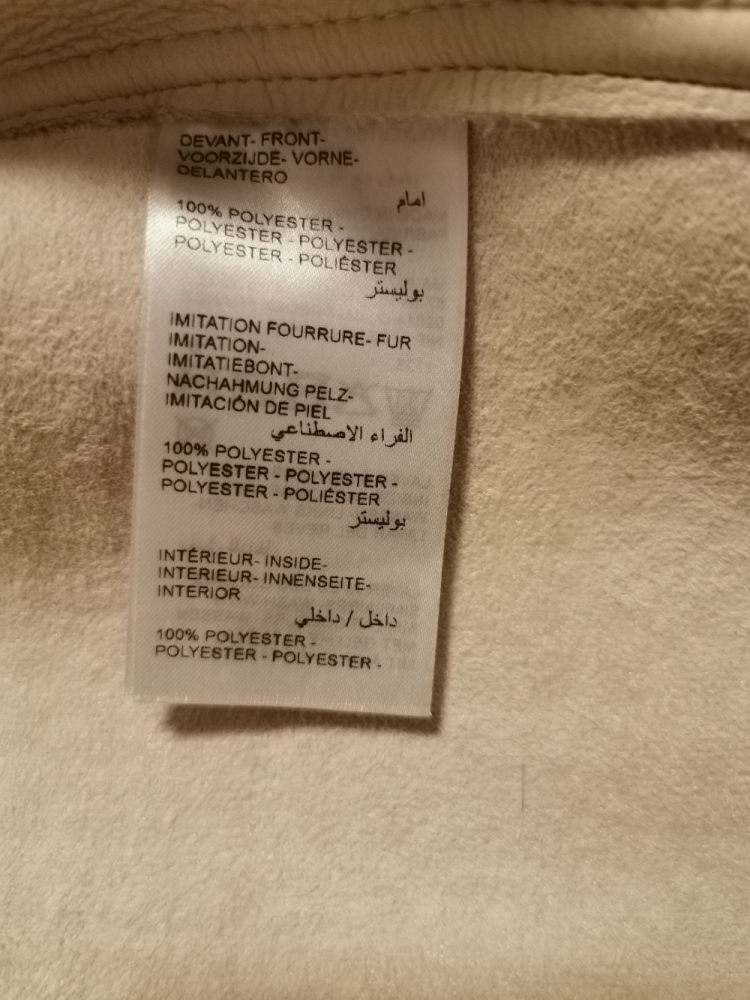 DEVANT- FRONT-
VOORZIJDE- VORNE-
DELANTERO
امام
100% POLYESTER -
POLYESTER - POLYESTER -
POLYESTER - POLIÉSTER
بوليستر
IMITATION FOURRURE- FUR
IMITATION-
IMITATIEBONT-
NACHAHMUNG PELZ-
IMITACIÓN DE PIEL
الفراء الاصطناعي
100% POLYESTER -
POLYESTER - POLYESTER -
POLYESTER - POLIÉSTER
بوليستر
INTÉRIEUR- INSIDE-
INTERIEUR- INNENSEITE-
INTERIOR
داخل / داخلي
100% POLYESTER -
POLYESTER - POLYESTER -